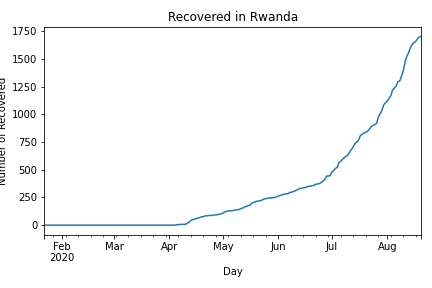 Recovered in Rwanda
Number of Recovered
1750
1500
1250
1000
750
500
250
0
Feb
2020
Mar
Apr
May
Jun
Jul
Aug
Day